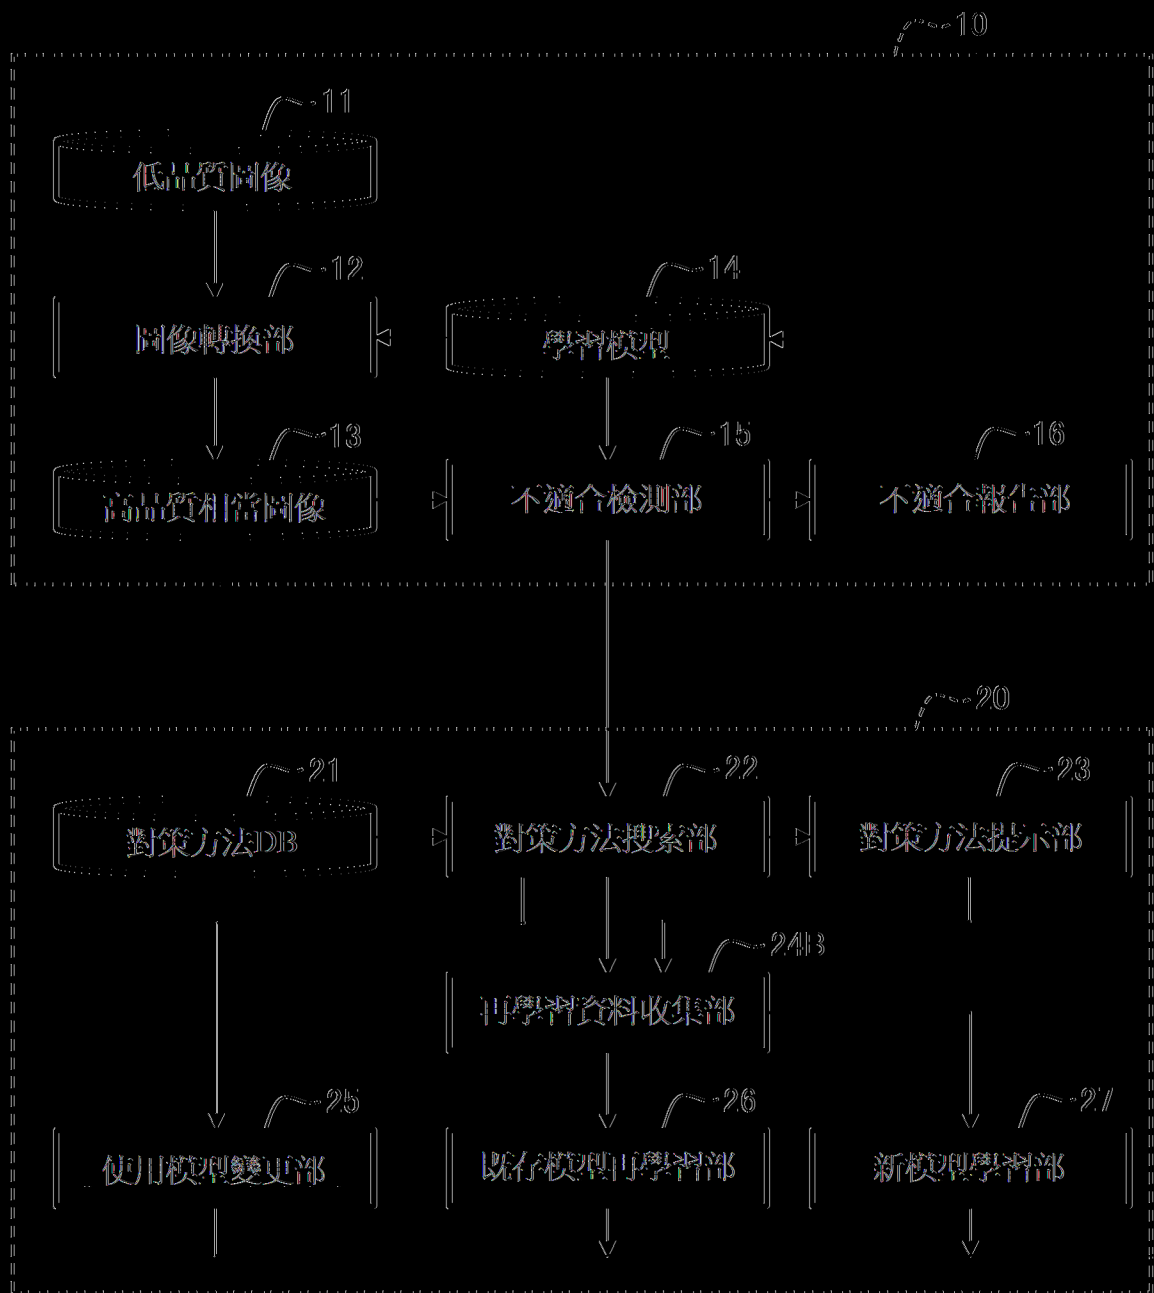 10
11
低品質圖像
12
圖像轉換部
14
學習模型
13
高品質相當圖像
15
不適合檢測部
16
不適合報告部
20
21
對策方法DB
22
對策方法搜索部
23
對策方法提示部
24B
再學習資料收集部
25
使用模型變更部
26
既存模型再學習部
27
新模型學習部